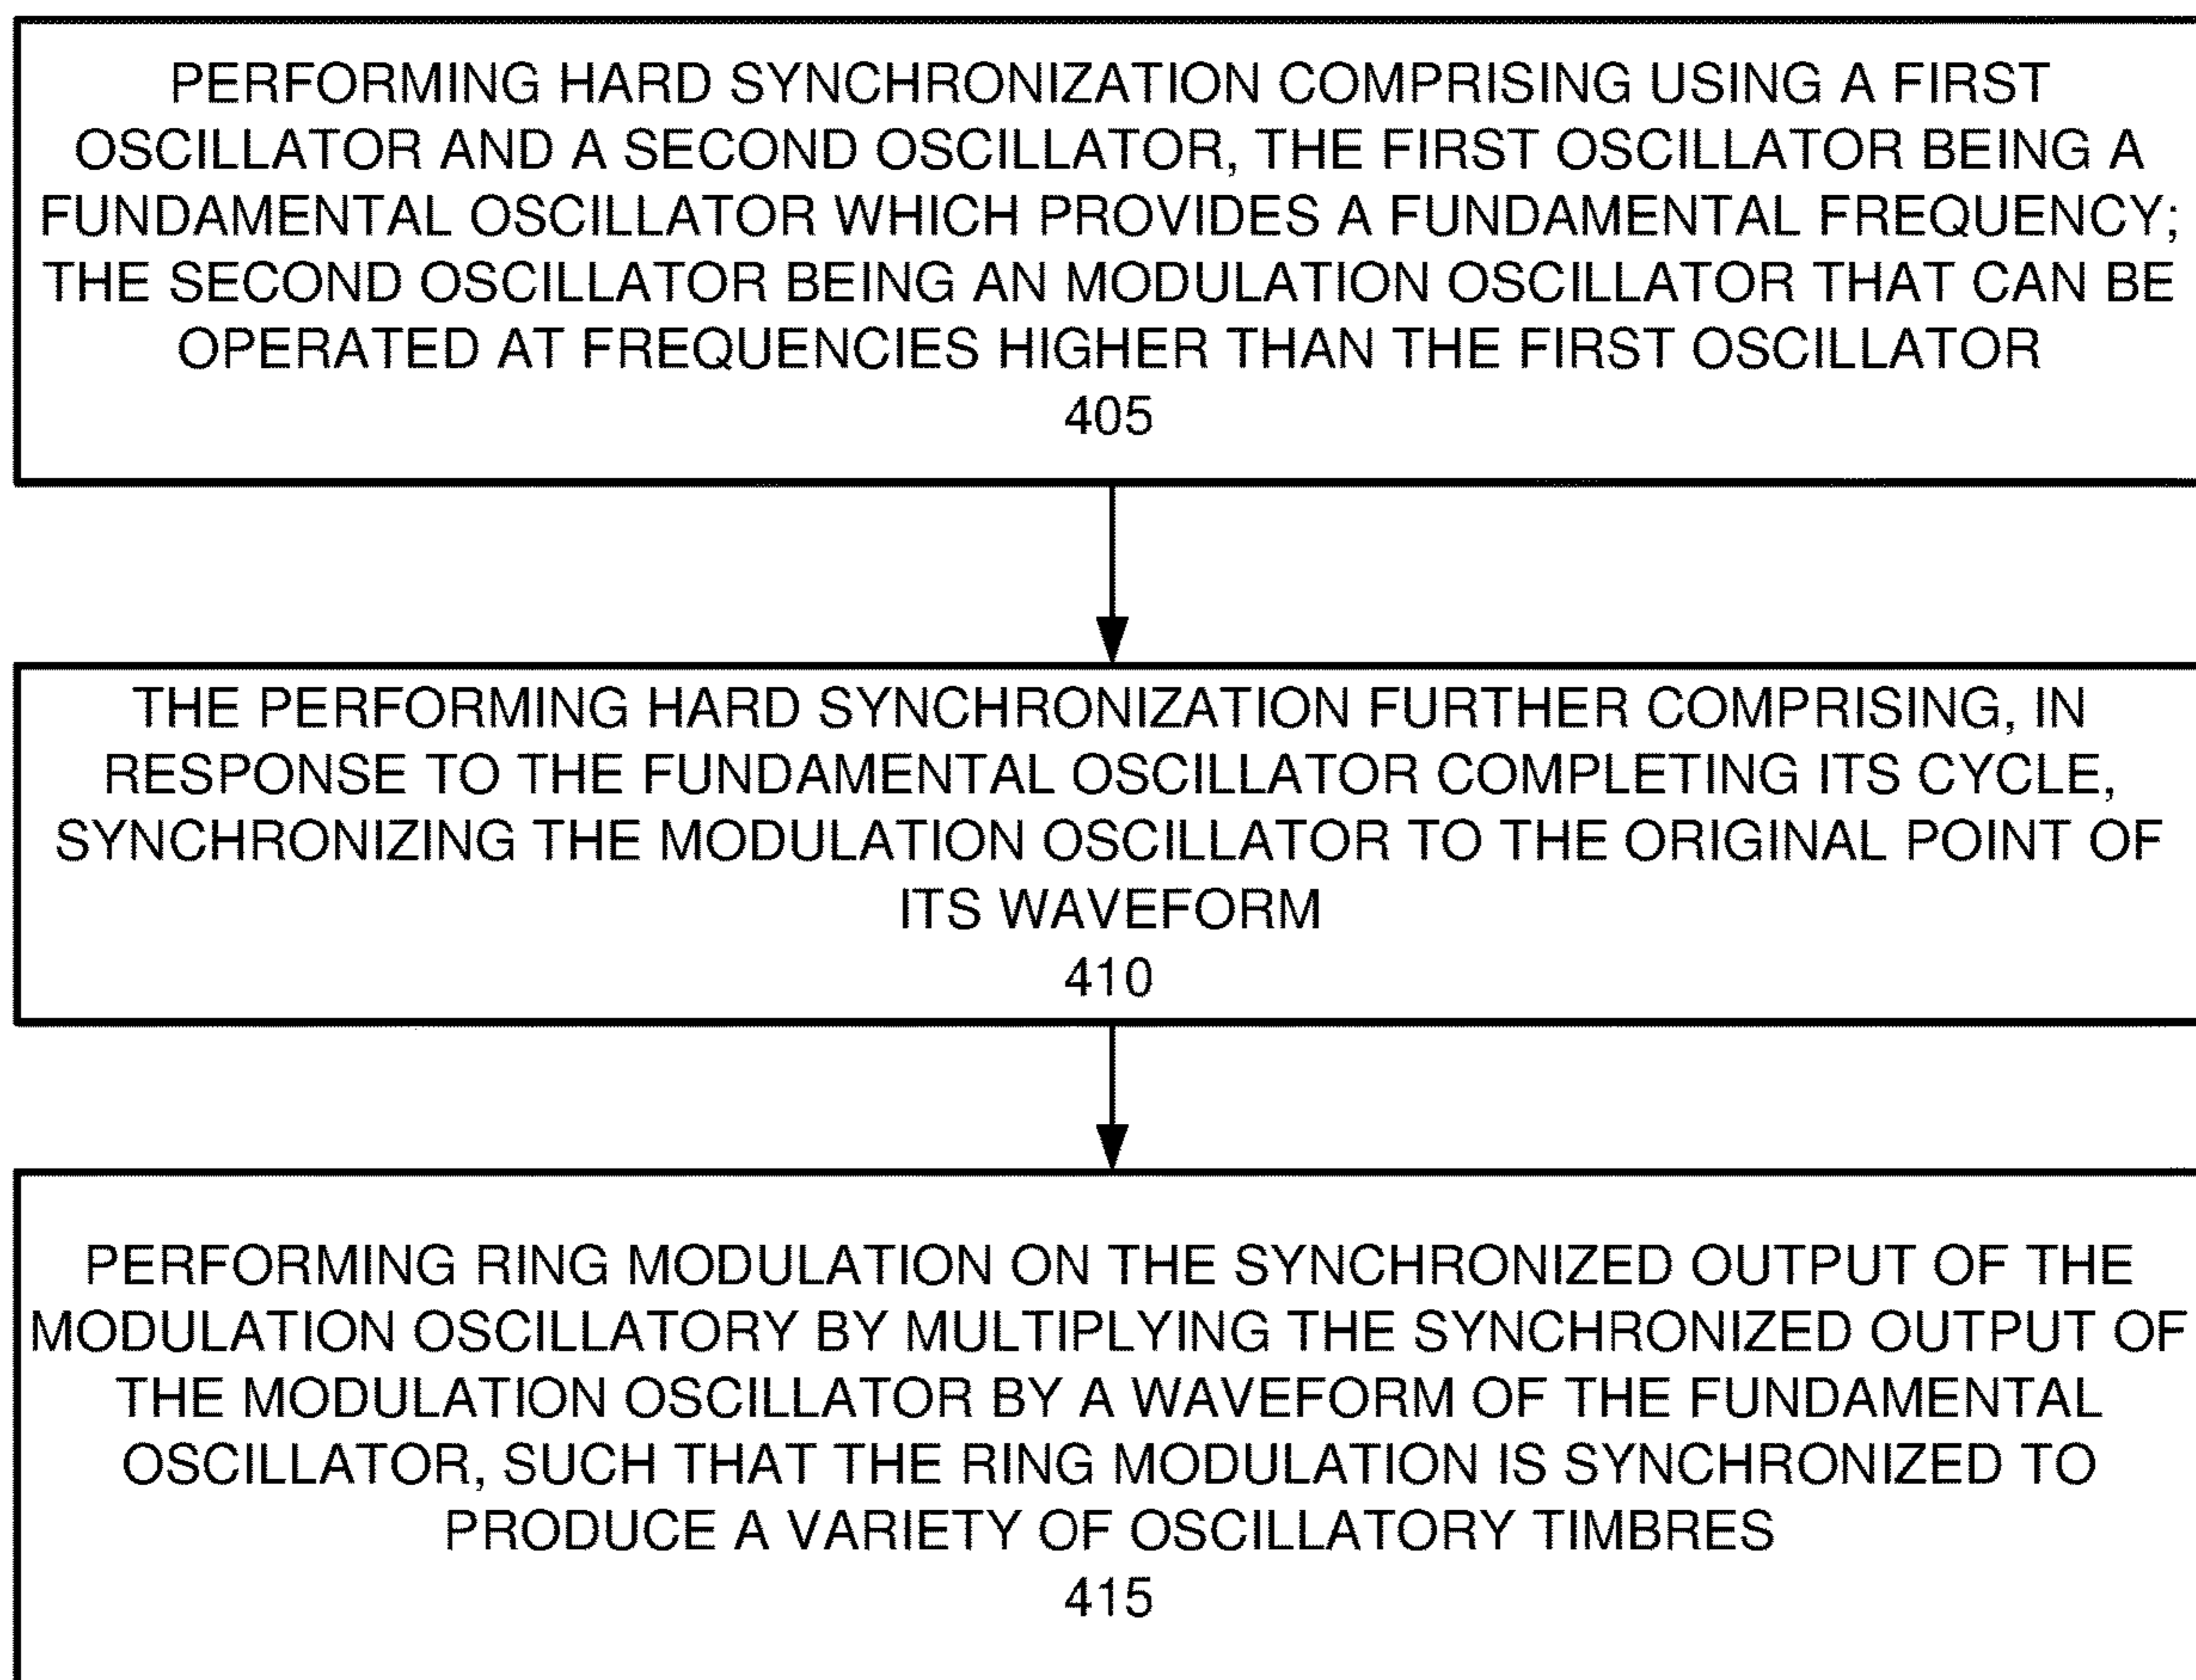 PERFORMING HARD SYNCHRONIZATION COMPRISING USING A FIRST
OSCILLATOR AND A SECOND OSCILLATOR, THE FIRST OSCILLATOR BEING A
FUNDAMENTAL OSCILLATOR WHICH PROVIDES A FUNDAMENTAL FREQUENCY;
THE SECOND OSCILLATOR BEING AN MODULATION OSCILLATOR THAT CAN BE
OPERATED AT FREQUENCIES HIGHER THAN THE FIRST OSCILLATOR
405
THE PERFORMING HARD SYNCHRONIZATION FURTHER COMPRISING, IN
RESPONSE TO THE FUNDAMENTAL OSCILLATOR COMPLETING ITS CYCLE,
SYNCHRONIZING THE MODULATION OSCILLATOR TO THE ORIGINAL POINT OF
ITS WAVEFORM
410
PERFORMING RING MODULATION ON THE SYNCHRONIZED OUTPUT OF THE
MODULATION OSCILLATORY BY MULTIPLYING THE SYNCHRONIZED OUTPUT OF
THE MODULATION OSCILLATOR BY A WAVEFORM OF THE FUNDAMENTAL
OSCILLATOR, SUCH THAT THE RING MODULATION IS SYNCHRONIZED TO
PRODUCE A VARIETY OF OSCILLATORY TIMBRES
415